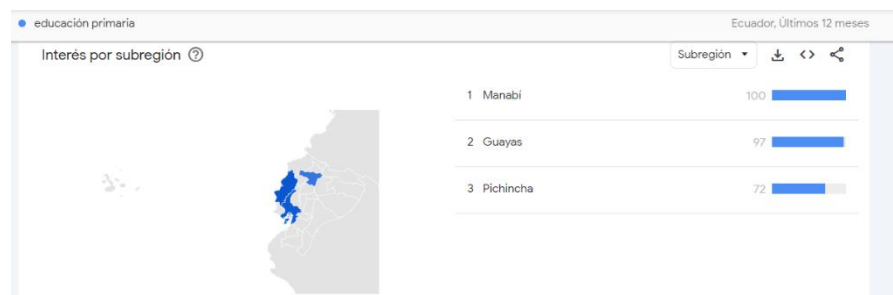 educación primaria
Ecuador, Últimos 12 meses
Interés por subregión
Subregión
1 Manabí 100
2 Guayas 97
3 Pichincha 72